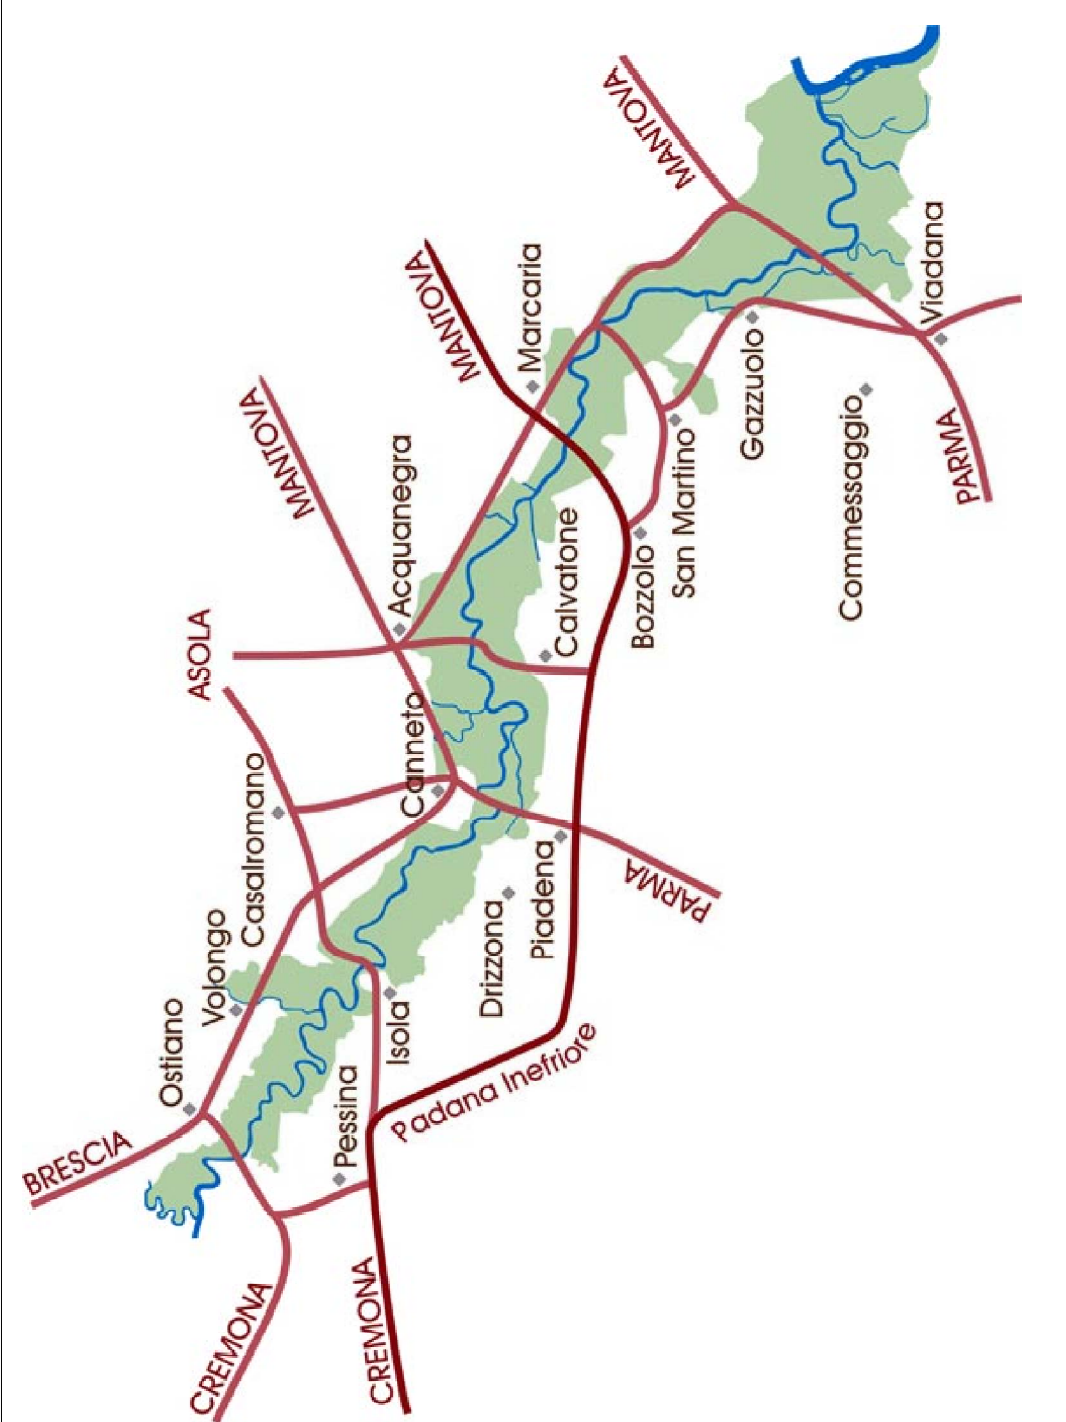 BRESCIA
Ostiano
Volongo
Casalromano
ASOLA
MANTOVA
Acquanegra
MANTOVA
Marcaria
MANTOVA
CREMONA
CREMONA
Pessina
Isola
Canneto
Padana Inefriore
Drizzona
Piadena
PARMA
Calvatone
Bozzolo
San Martino
Gazzuolo
Commessaggio
Viadana
PARMA